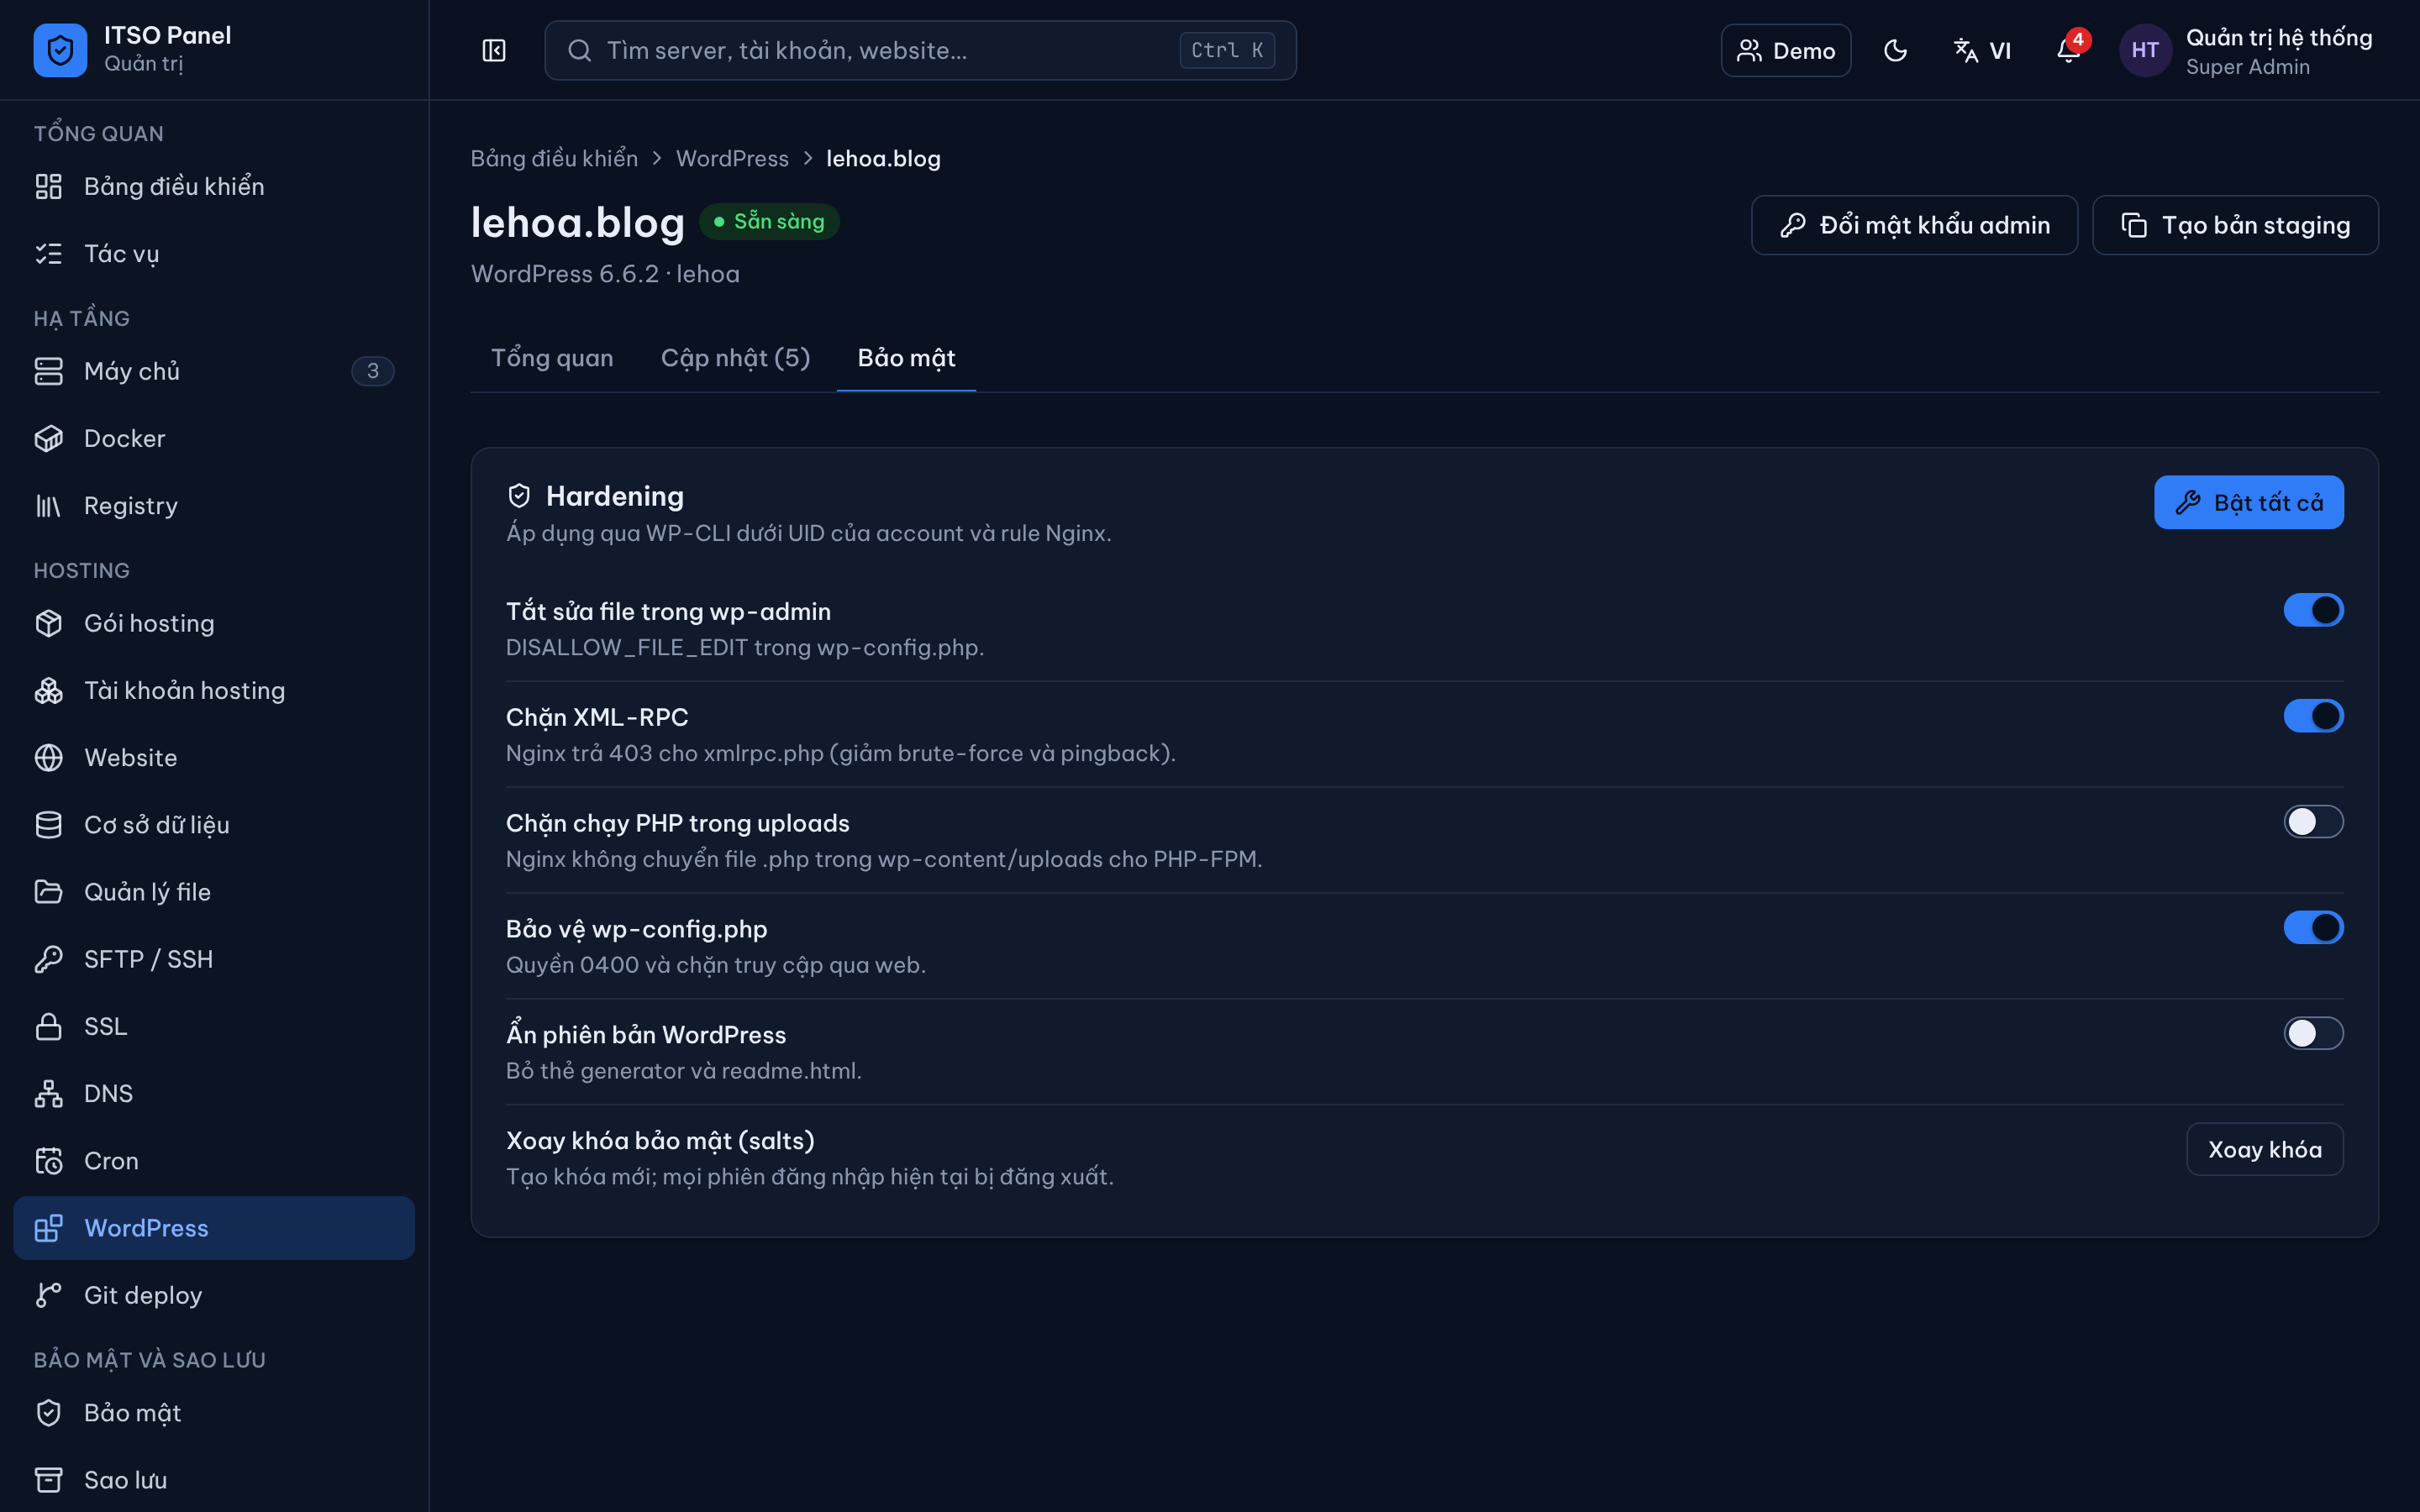 ITSO Panel
Quản trị
Tìm server, tài khoản, website...
Ctrl K
Demo
VI
4
HT
Quản trị hệ thống
Super Admin
TỔNG QUAN
Bảng điều khiển
Tác vụ
HẠ TẦNG
Máy chủ
3
Docker
Registry
HOSTING
Gói hosting
Tài khoản hosting
Website
Cơ sở dữ liệu
Quản lý file
SFTP / SSH
SSL
DNS
Cron
WordPress
Git deploy
BẢO MẬT VÀ SAO LƯU
Bảo mật
Sao lưu
Bảng điều khiển > WordPress > lehoa.blog
lehoa.blog
Sẵn sàng
WordPress 6.6.2 · lehoa
Đổi mật khẩu admin
Tạo bản staging
Tổng quan
Cập nhật (5)
Bảo mật
Hardening
Áp dụng qua WP-CLI dưới UID của account và rule Nginx.
Bật tất cả
Tắt sửa file trong wp-admin
DISALLOW_FILE_EDIT trong wp-config.php.
Chặn XML-RPC
Nginx trả 403 cho xmlrpc.php (giảm brute-force và pingback).
Chặn chạy PHP trong uploads
Nginx không chuyển file .php trong wp-content/uploads cho PHP-FPM.
Bảo vệ wp-config.php
Quyền 0400 và chặn truy cập qua web.
Ẩn phiên bản WordPress
Bỏ thẻ generator và readme.html.
Xoay khóa bảo mật (salts)
Tạo khóa mới; mọi phiên đăng nhập hiện tại bị đăng xuất.
Xoay khóa